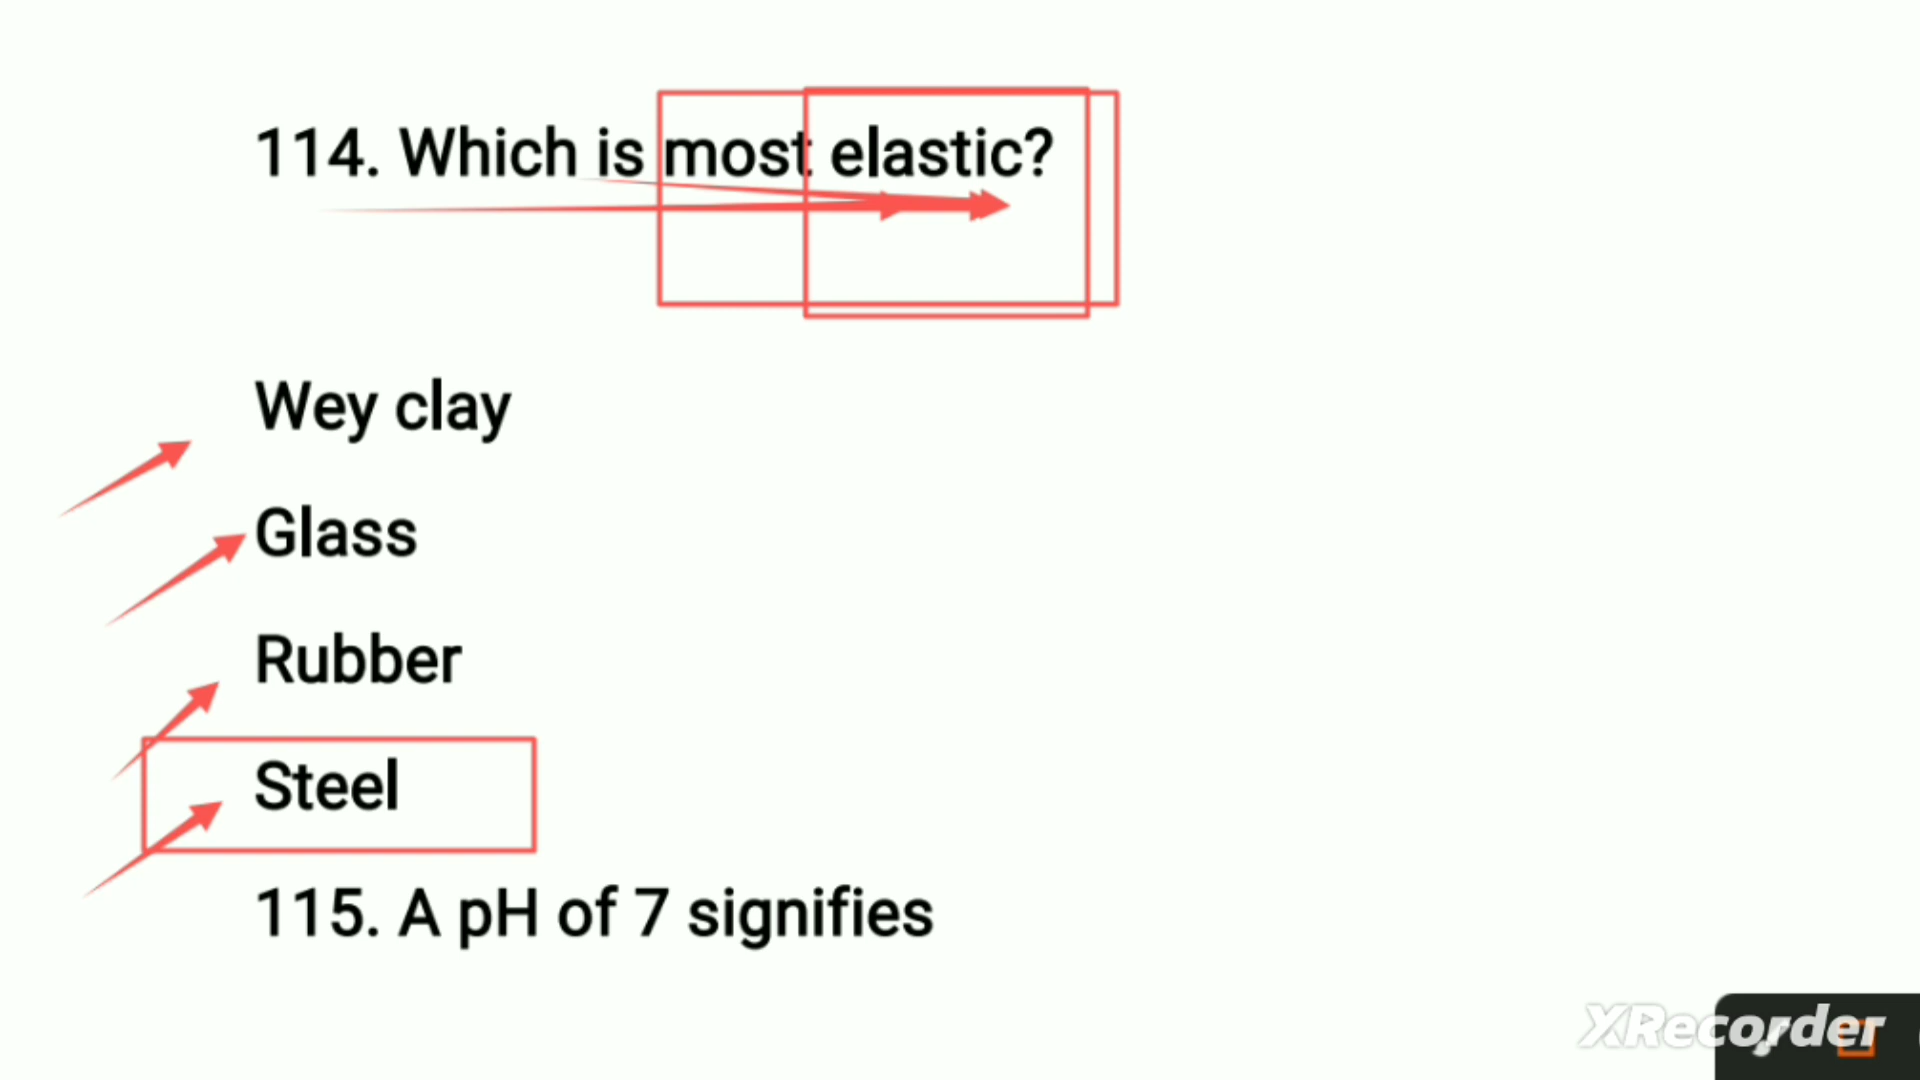 114. Which is most elastic?
Wey clay
Glass
Rubber
Steel
115. A pH of 7 signifies
XRecorder